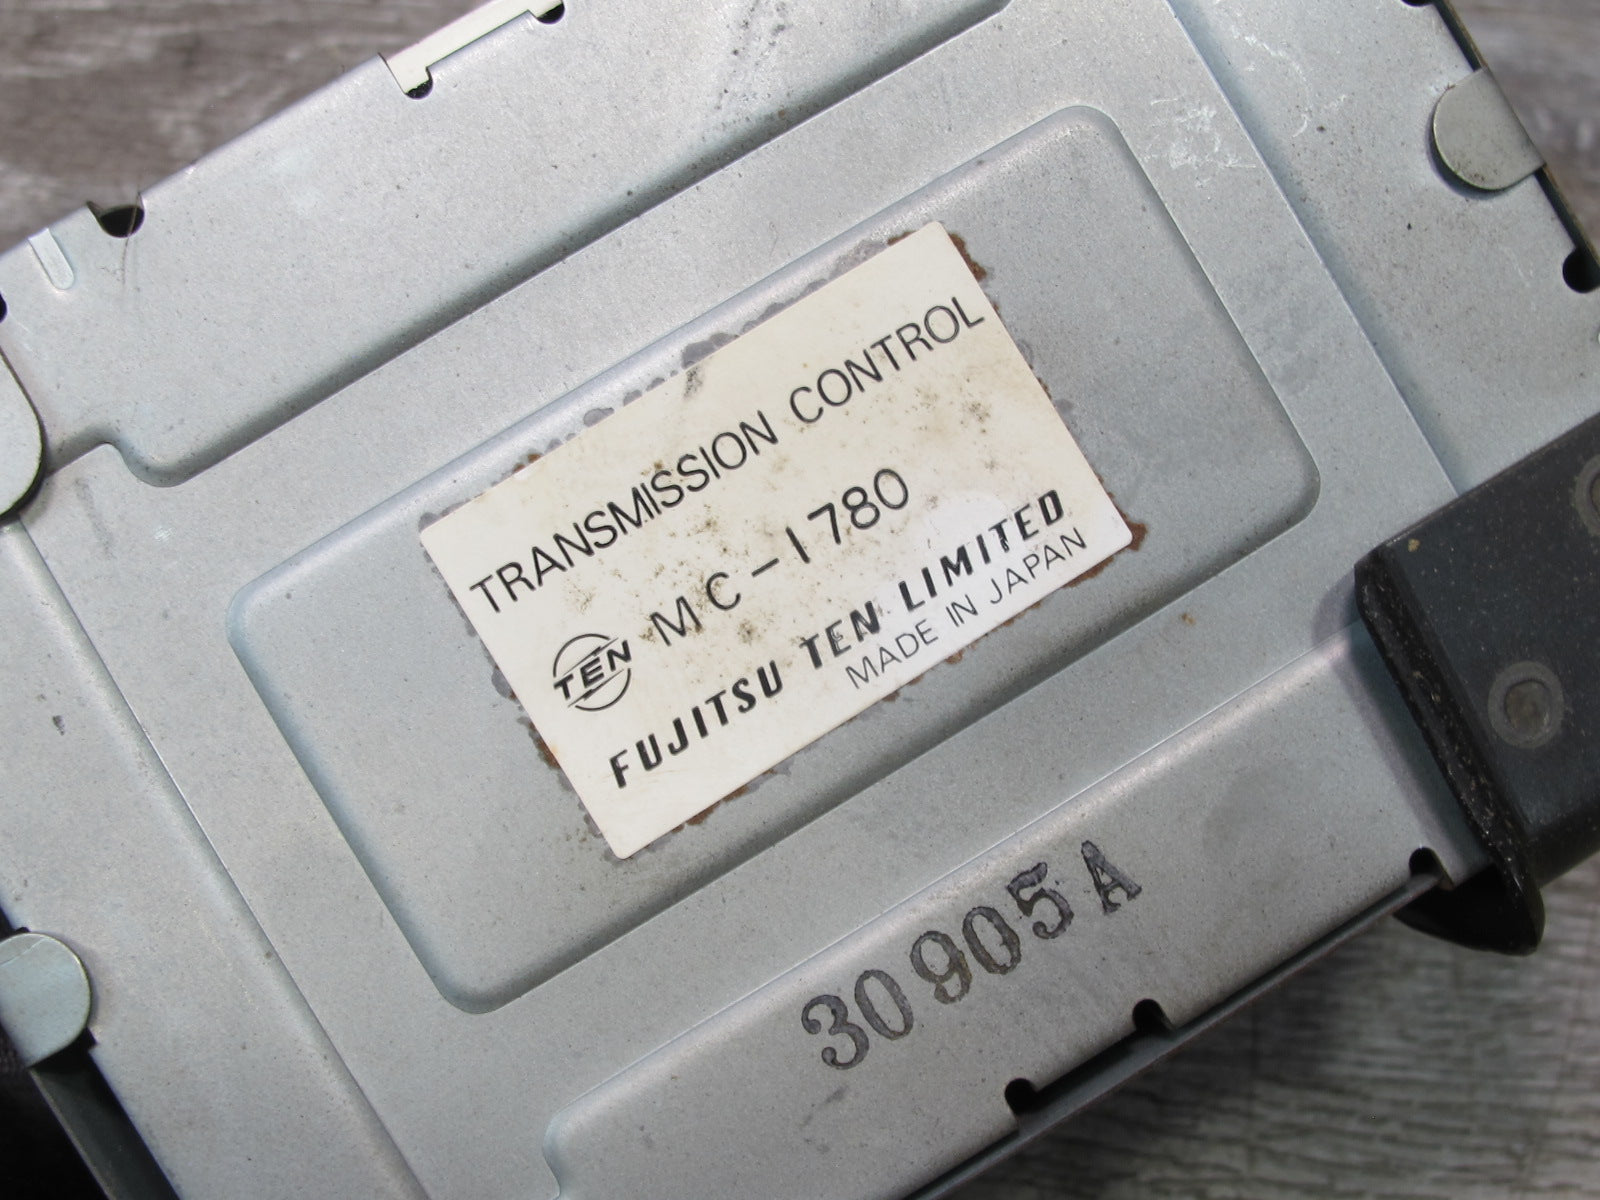 TRANSMISSION CONTROL
TEN MC-1780
FUJITSU TEN LIMITED
MADE IN JAPAN
30905A